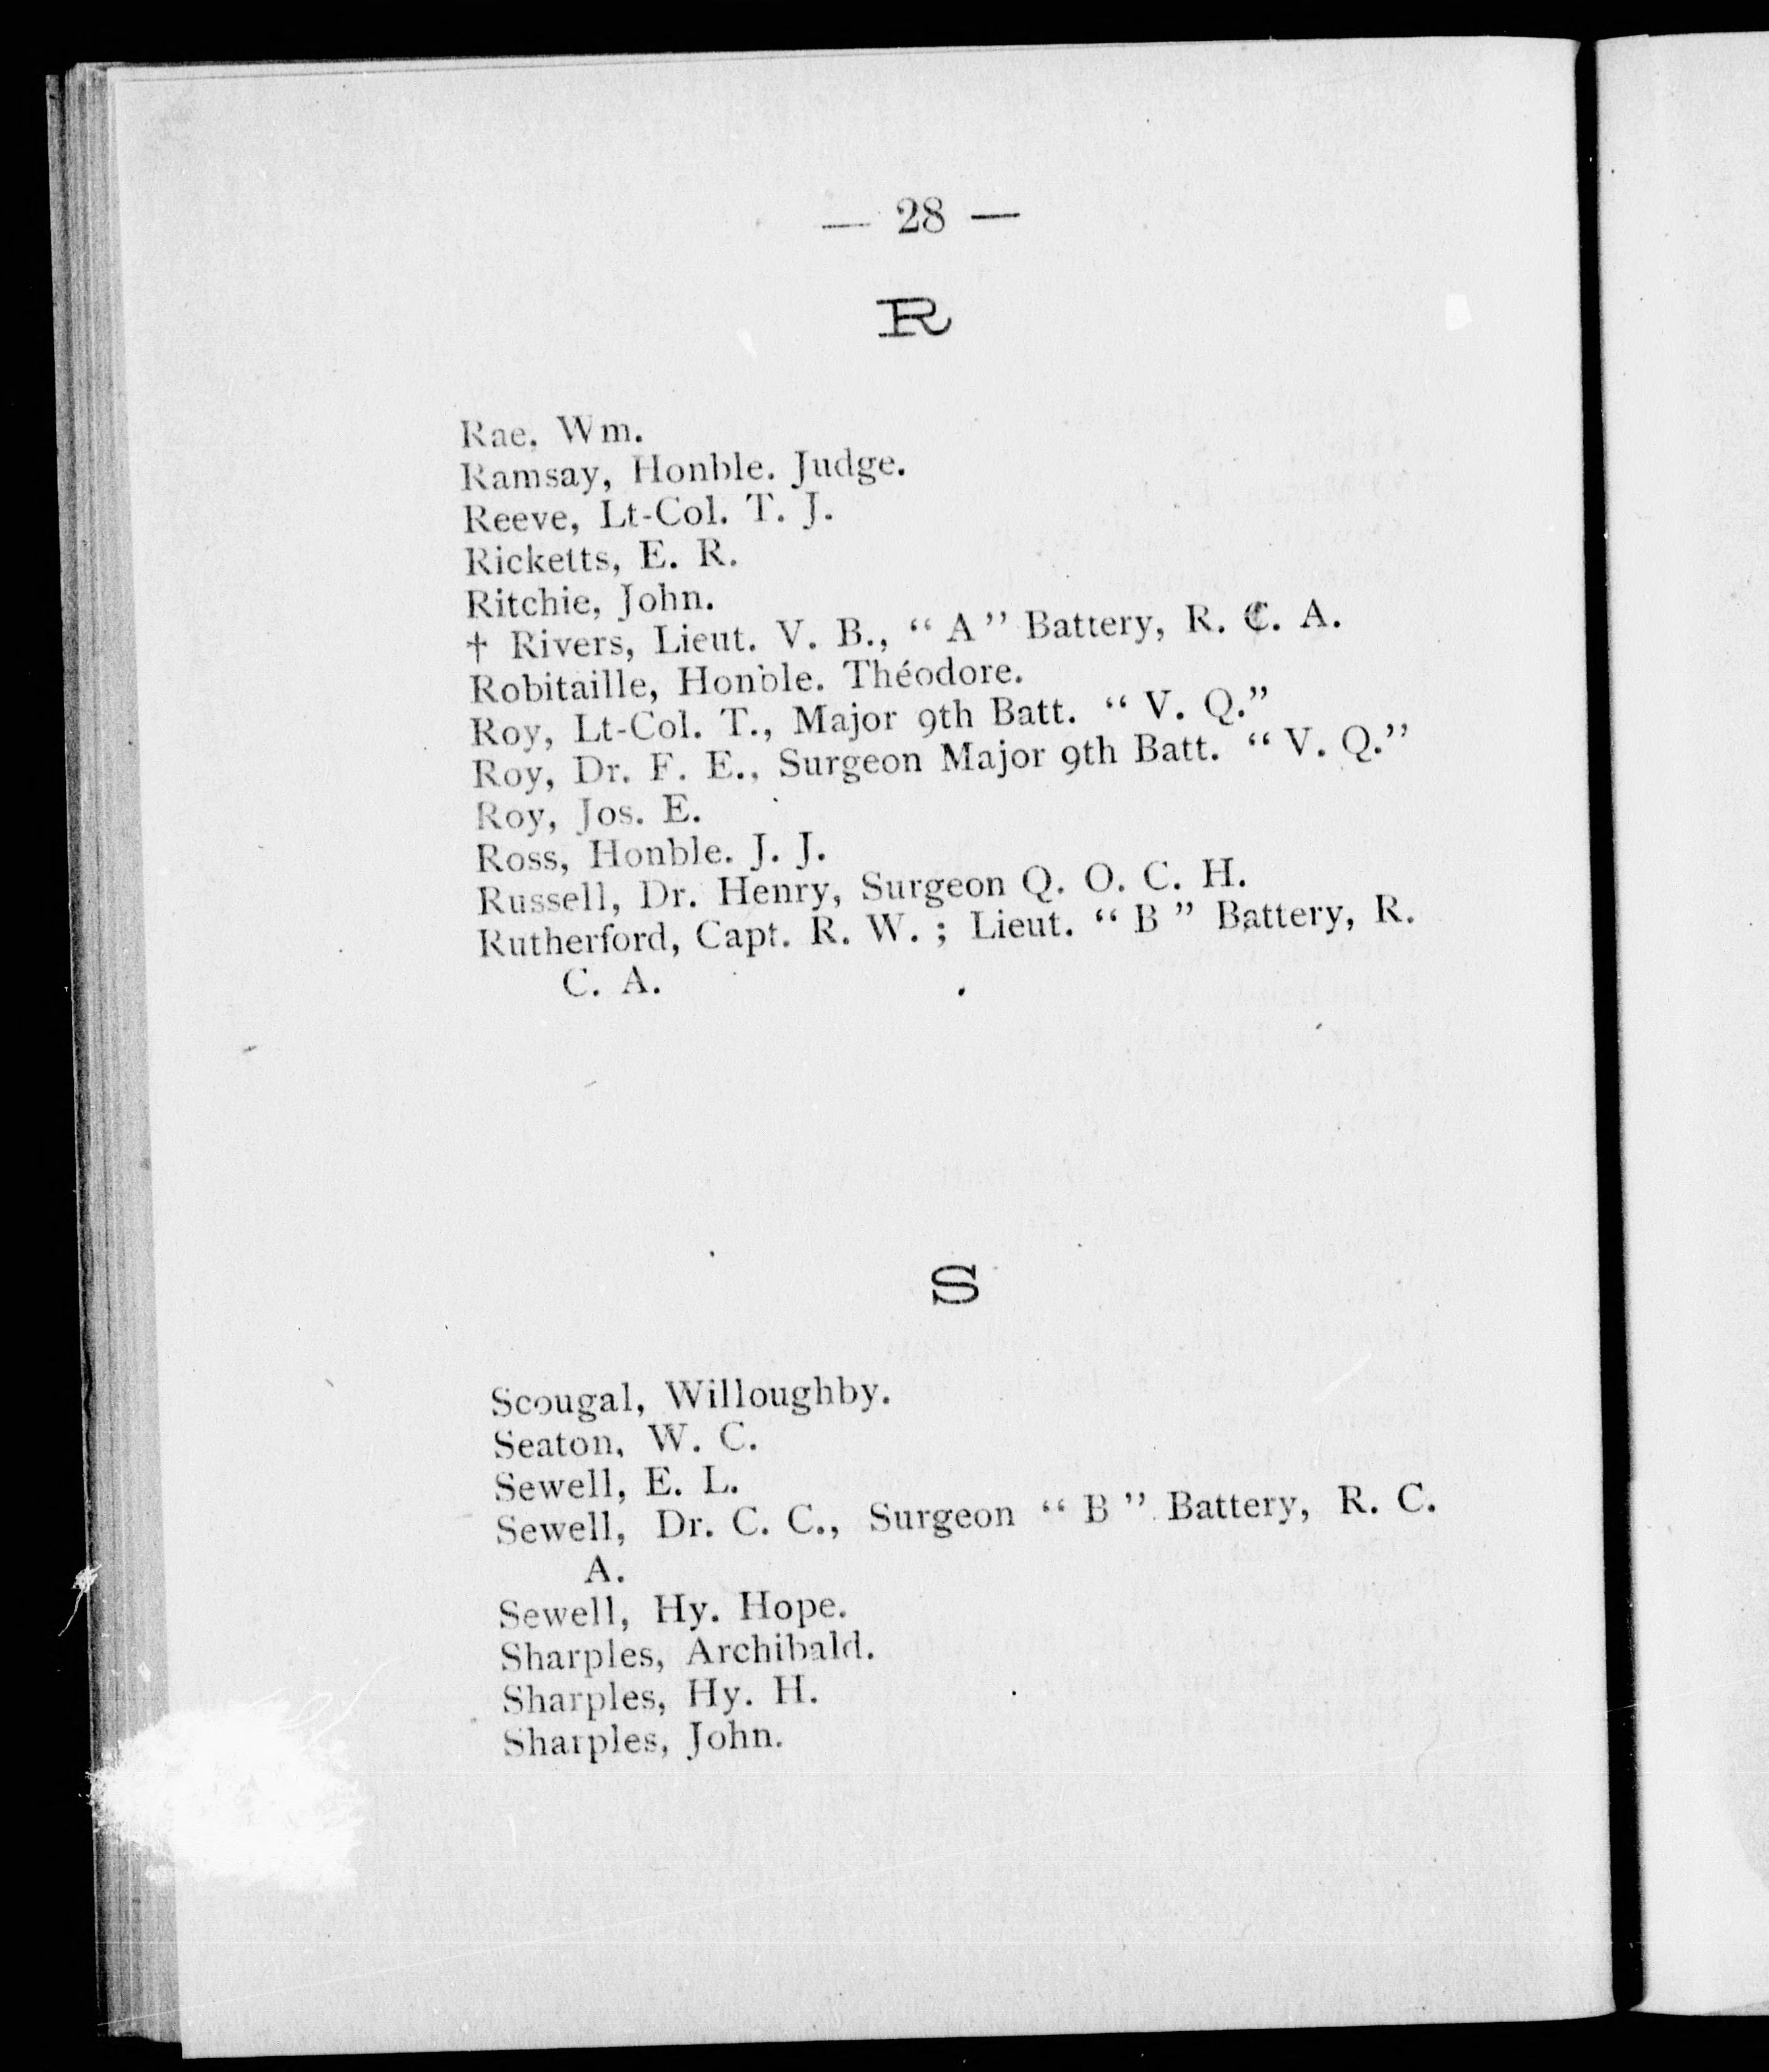 — 28 —
R
Rae, Wm.
Ramsay, Honble. Judge.
Reeve, Lt-Col. T. J.
Ricketts, E. R.
Ritchie, John.
† Rivers, Lieut. V. B., “ A ” Battery, R. C. A.
Robitaille, Honble. Théodore.
Roy, Lt-Col. T., Major 9th Batt. “ V. Q.”
Roy, Dr. F. E., Surgeon Major 9th Batt. “ V. Q.”
Roy, Jos. E.
Ross, Honble. J. J.
Russell, Dr. Henry, Surgeon Q. O. C. H.
Rutherford, Capt. R. W. ; Lieut. “ B ” Battery, R.
C. A.
S
Scougal, Willoughby.
Seaton, W. C.
Sewell, E. L.
Sewell, Dr. C. C., Surgeon “ B ” Battery, R. C.
A.
Sewell, Hy. Hope.
Sharples, Archibald.
Sharples, Hy. H.
Sharples, John.